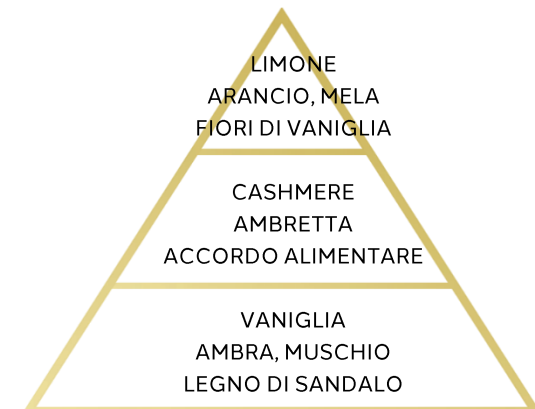 LIMONE
ARANCIO, MELA
FIORI DI VANIGLIA
CASHMERE
AMBRETTA
ACCORDO ALIMENTARE
VANIGLIA
AMBRA, MUSCHIO
LEGNO DI SANDALO